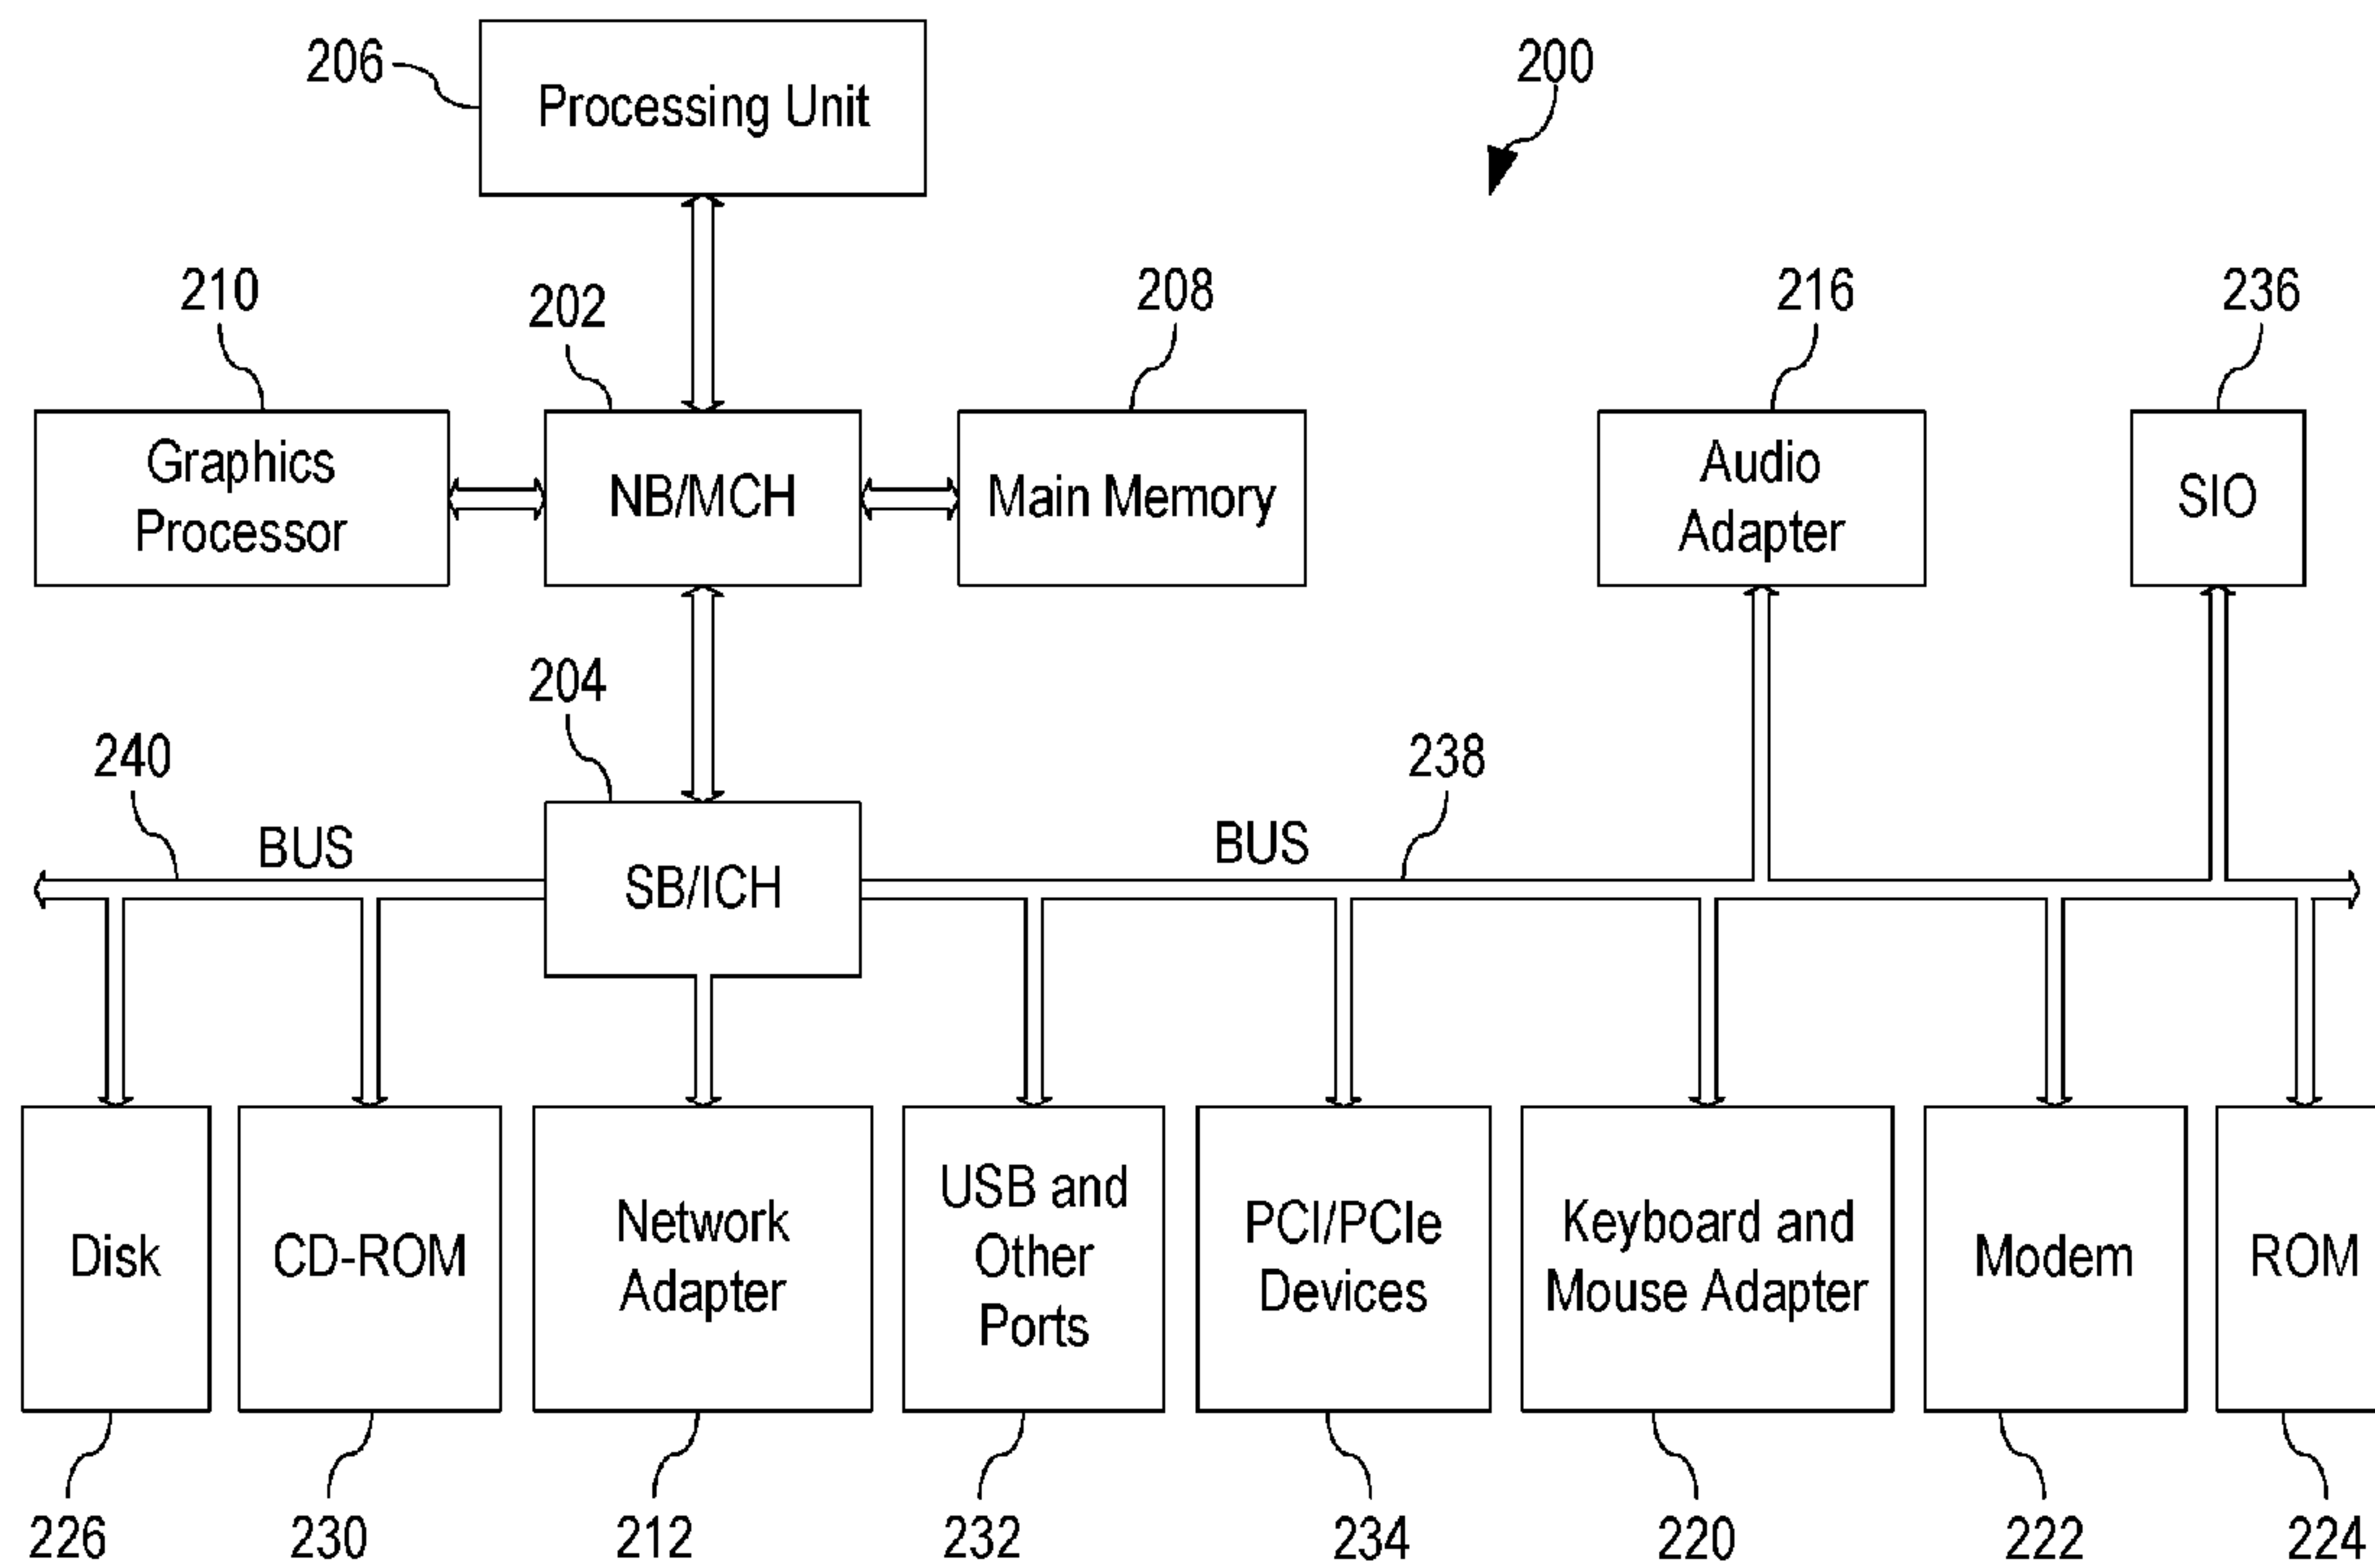 206
Processing Unit
200
210
202
208
216
236
Graphics
Processor
NB/MCH
Main Memory
Audio
Adapter
SIO
204
240
BUS
SB/ICH
BUS
238
Disk
CD-ROM
Network
Adapter
USB and
Other
Ports
PCI/PCIe
Devices
Keyboard and
Mouse Adapter
Modem
ROM
226
230
212
232
234
220
222
224